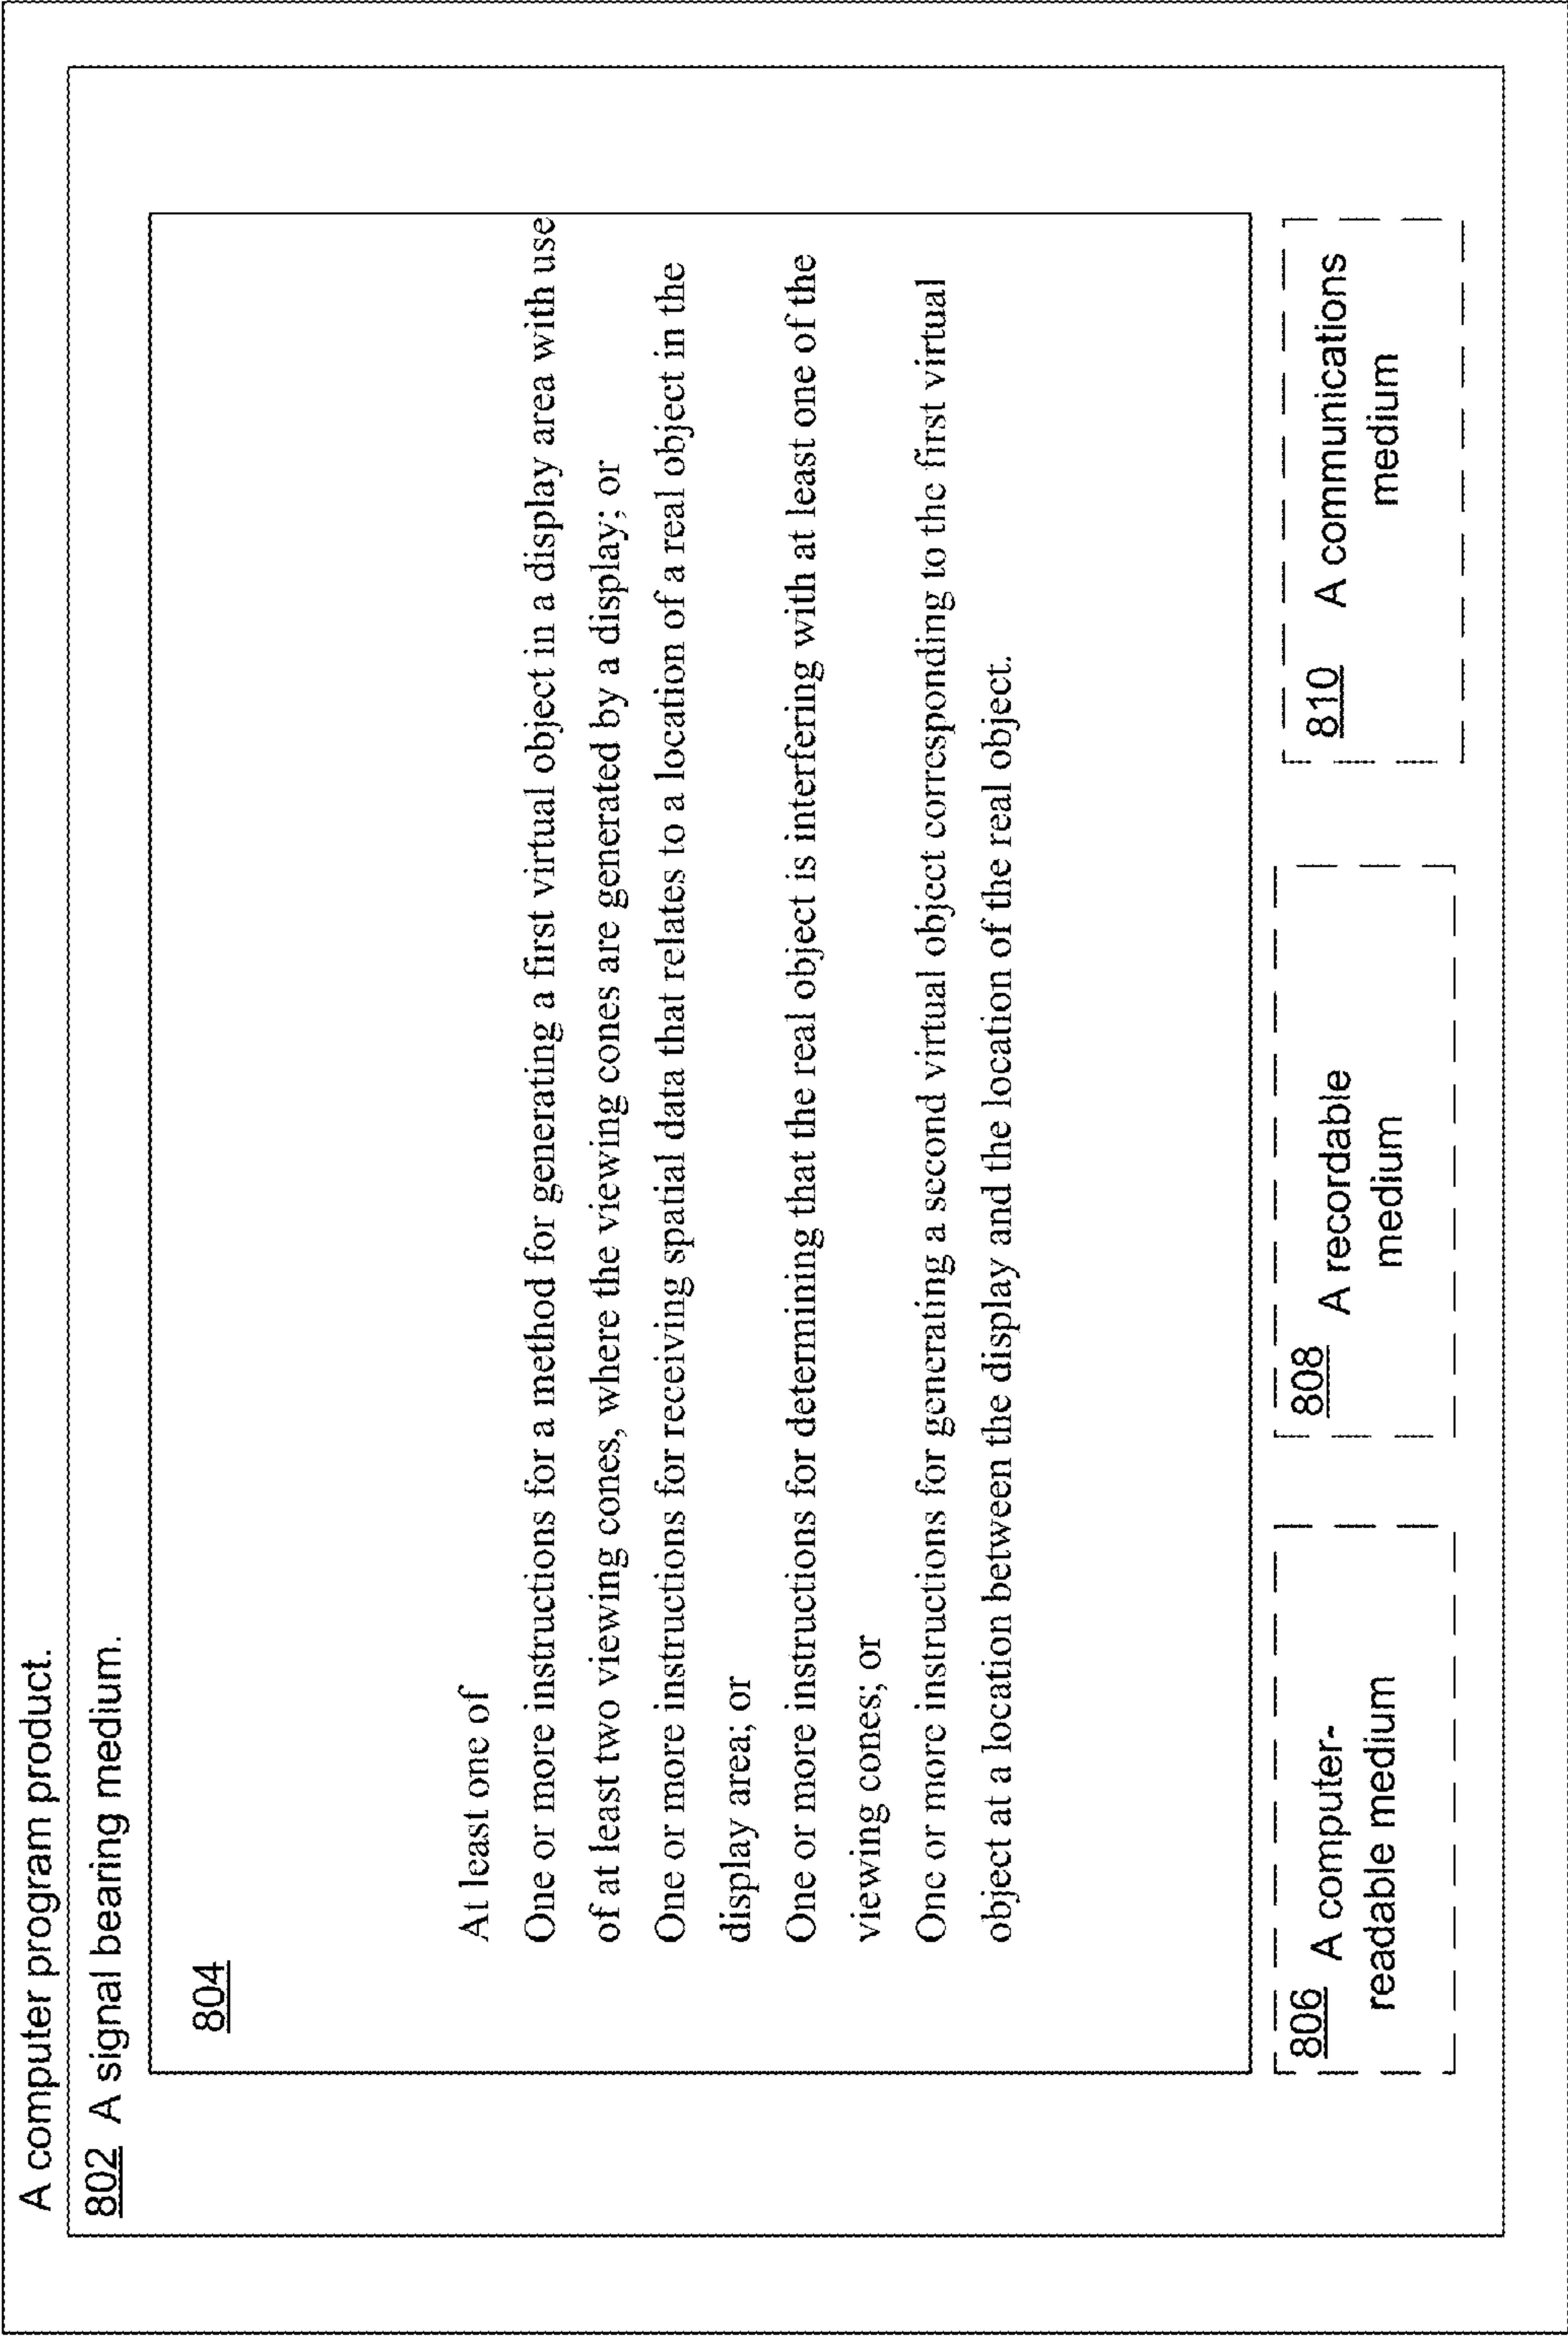 A computer program product.
802 A signal bearing medium.
804
At least one of
One or more instructions for a method for generating a first virtual object in a display area with use
of at least two viewing cones, where the viewing cones are generated by a display; or
One or more instructions for receiving spatial data that relates to a location of a real object in the
display area; or
One or more instructions for determining that the real object is interfering with at least one of the
viewing cones; or
One or more instructions for generating a second virtual object corresponding to the first virtual
object at a location between the display and the location of the real object.
806 A computer-
readable medium
808 A recordable
medium
810 A communications
medium